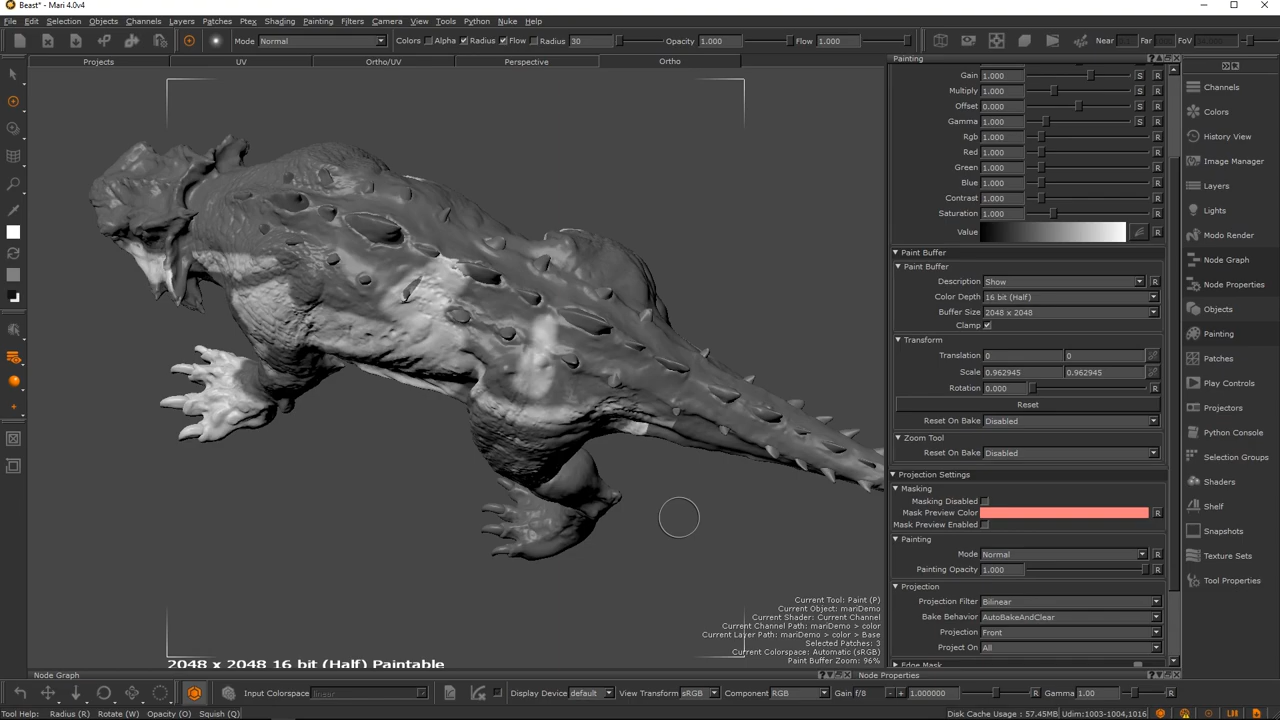 Beast* - Mari 4.0v4
File Edit Selection Objects Channels Layers Patches Ptex Shading Painting Filters Camera View Tools Python Nuke Help
Mode Normal Colors Alpha Radius Flow Radius 30 Opacity 1.000 Flow 1.000 Near Far FoV
Projects UV Ortho/UV Perspective Ortho
Painting
Gain 1.000 S R
Multiply 1.000 S R
Offset 0.000 S R
Gamma 1.000 S R
Rgb 1.000 R
Red 1.000 R
Green 1.000 R
Blue 1.000 R
Contrast 1.000 R
Saturation 1.000 R
Value R
Paint Buffer
Paint Buffer
Description Show R
Color Depth 16 bit (Half)
Buffer Size 2048 x 2048
Clamp
Transform
Translation 0 0
Scale 0.962945 0.962945
Rotation 0.000 R
Reset
Reset On Bake Disabled
Zoom Tool
Reset On Bake Disabled
Projection Settings
Masking
Masking Disabled
Mask Preview Color R
Mask Preview Enabled
Painting
Mode Normal R
Painting Opacity 1.000 R
Projection
Projection Filter Bilinear
Bake Behavior AutoBakeAndClear
Projection Front
Project On All
Edge Mask
Channels
Colors
History View
Image Manager
Layers
Lights
Modo Render
Node Graph
Node Properties
Objects
Painting
Patches
Play Controls
Projectors
Python Console
Selection Groups
Shaders
Shelf
Snapshots
Texture Sets
Tool Properties
Current Tool: Paint (P)
Current Object: mariDemo
Current Shader: Current Channel
Current Channel Path: mariDemo > color
Current Layer Path: mariDemo > color > Base
Selected Patches: 3
Current Colorspace: Automatic (sRGB)
Paint Buffer Zoom: 96%
2048 x 2048 16 bit (Half) Paintable
Node Graph Node Properties
Input Colorspace linear Display Device default View Transform sRGB Component RGB Gain f/8 - + 1.000000 R Gamma 1.00 R
Tool Help: Radius (R) Rotate (W) Opacity (O) Squish (Q) Disk Cache Usage : 57.45MB Udim:1003-1004,1016